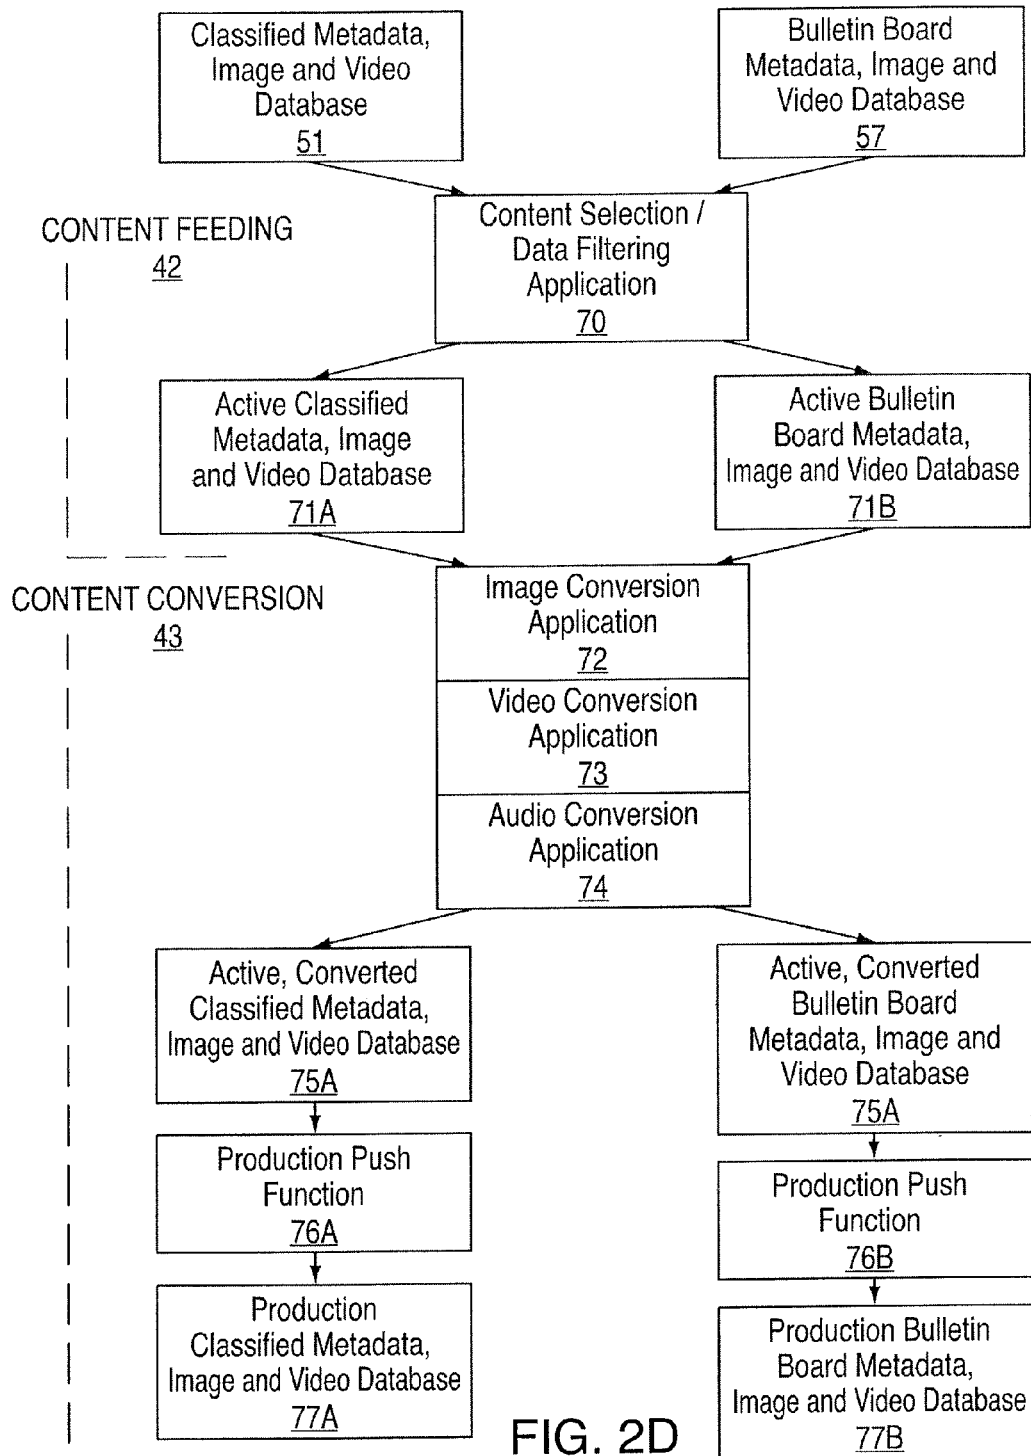 Classified Metadata,
Image and Video
Database
51
Bulletin Board
Metadata, Image and
Video Database
57
CONTENT FEEDING
42
Content Selection /
Data Filtering
Application
70
Active Classified
Metadata, Image
and Video Database
71A
Active Bulletin
Board Metadata,
Image and Video Database
71B
CONTENT CONVERSION
43
Image Conversion
Application
72
Video Conversion
Application
73
Audio Conversion
Application
74
Active, Converted
Classified Metadata,
Image and Video Database
75A
Active, Converted
Bulletin Board
Metadata, Image and
Video Database
75A
Production Push
Function
76A
Production Push
Function
76B
Production
Classified Metadata,
Image and Video Database
77A
Production Bulletin
Board Metadata,
Image and Video Database
77B
FIG. 2D